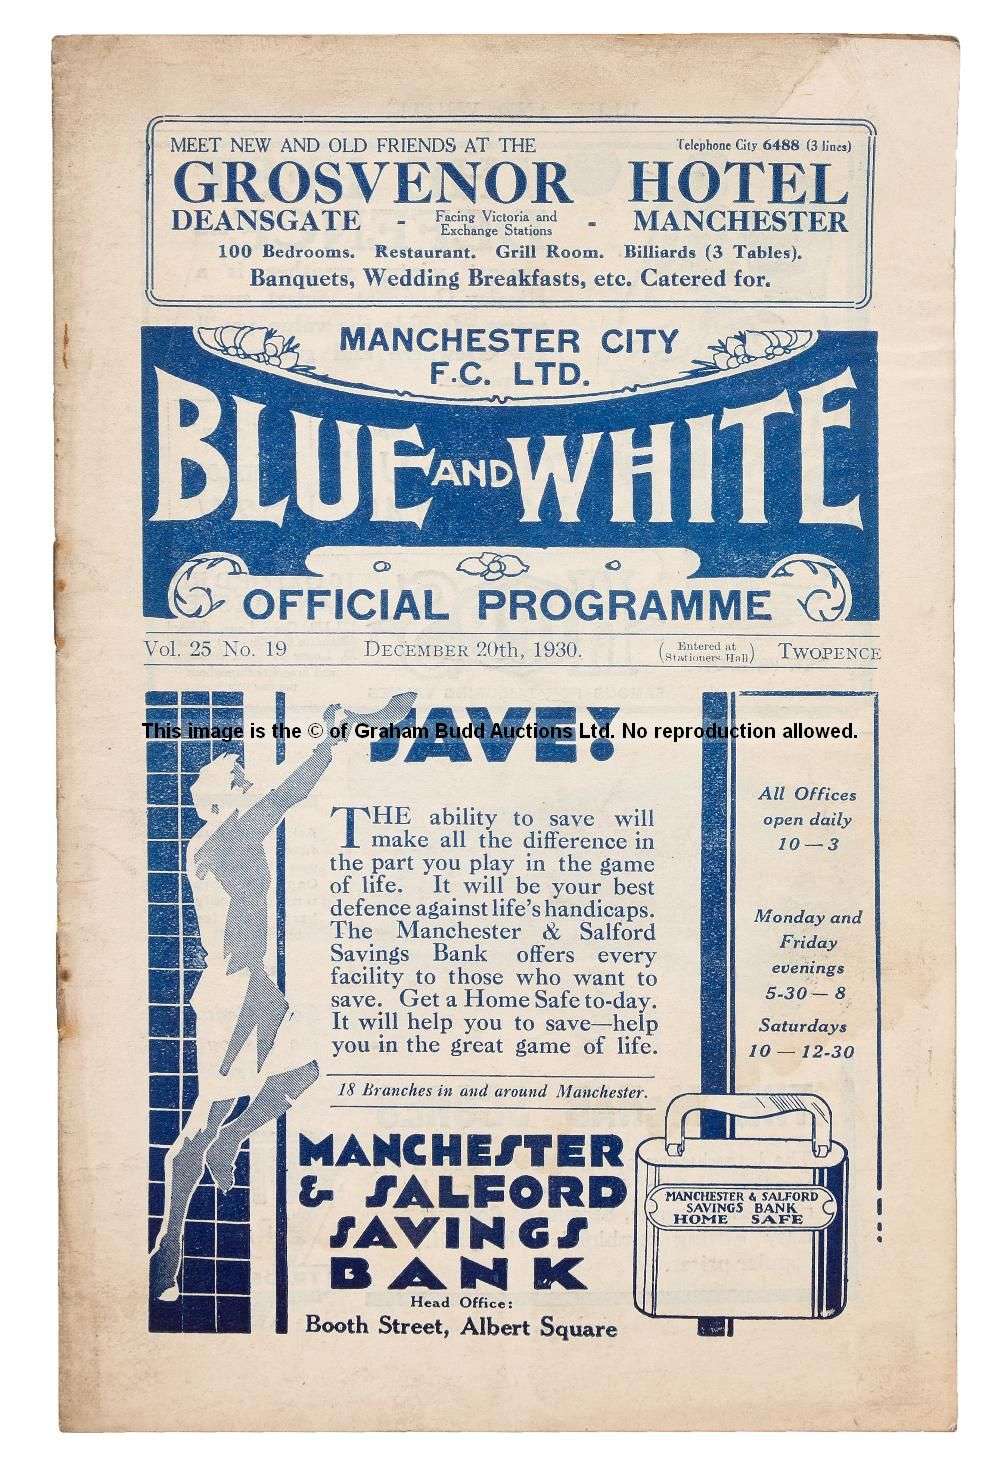 MEET NEW AND OLD FRIENDS AT THE Telephone City 6488 (3 lines)
GROSVENOR HOTEL
DEANSGATE - Facing Victoria and Exchange Stations - MANCHESTER
100 Bedrooms. Restaurant. Grill Room. Billiards (3 Tables).
Banquets, Wedding Breakfasts, etc. Catered for.
MANCHESTER CITY
F.C. LTD.
BLUE AND WHITE
OFFICIAL PROGRAMME
Vol. 25 No. 19 DECEMBER 20th, 1930. (Entered at Stationers Hall) TWOPENCE
SAVE!
This image is the © of Graham Budd Auctions Ltd. No reproduction allowed.
THE ability to save will
make all the difference in
the part you play in the game
of life. It will be your best
defence against life's handicaps.
The Manchester & Salford
Savings Bank offers every
facility to those who want to
save. Get a Home Safe to-day.
It will help you to save—help
you in the great game of life.
18 Branches in and around Manchester.
All Offices
open daily
10 — 3
Monday and
Friday
evenings
5-30 — 8
Saturdays
10 — 12-30
MANCHESTER
& SALFORD
SAVINGS
BANK
Head Office:
Booth Street, Albert Square
MANCHESTER & SALFORD
SAVINGS BANK
HOME SAFE